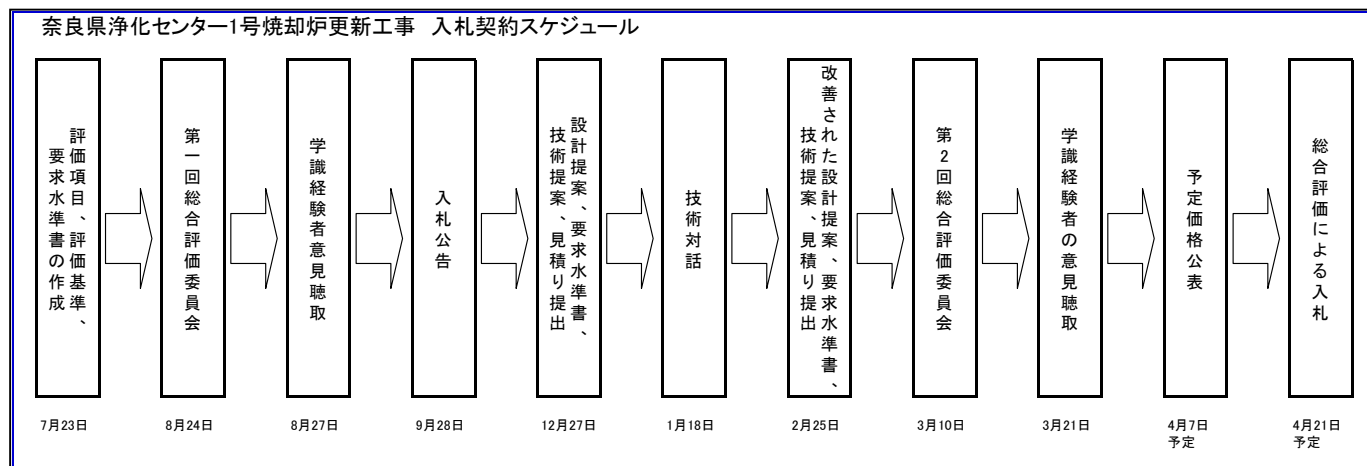 奈良県浄化センター1号焼却炉更新工事 入札契約スケジュール
評価項目、評価基準、
要求水準書の作成
第一回総合評価委員会
学識経験者意見聴取
入札公告
設計提案、要求水準書、
技術提案、見積り提出
技術対話
改善された設計提案、要求水準書、
技術提案、見積り提出
第2回総合評価委員会
学識経験者の意見聴取
予定価格公表
総合評価による入札
7月23日
8月24日
8月27日
9月28日
12月27日
1月18日
2月25日
3月10日
3月21日
4月7日
予定
4月21日
予定